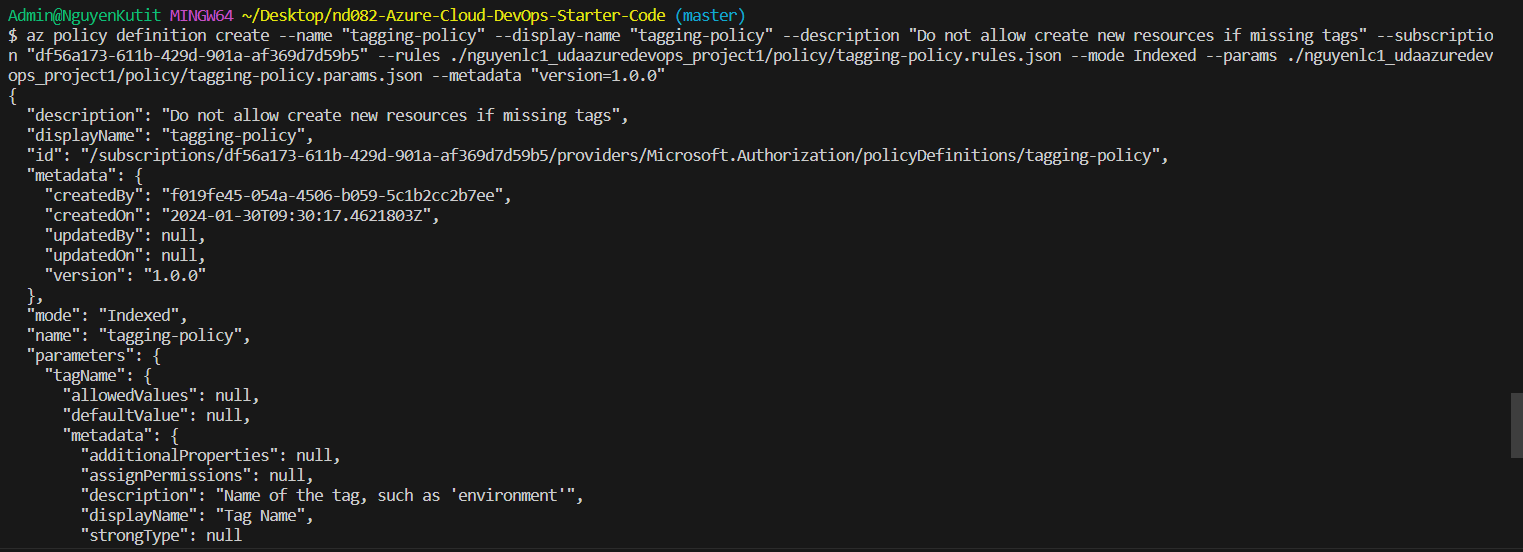 Admin@NguyenKutit MINGW64 ~/Desktop/nd082-Azure-Cloud-DevOps-Starter-Code (master)
$ az policy definition create --name "tagging-policy" --display-name "tagging-policy" --description "Do not allow create new resources if missing tags" --subscriptio
n "df56a173-611b-429d-901a-af369d7d59b5" --rules ./nguyenlc1_udaazuredevops_project1/policy/tagging-policy.rules.json --mode Indexed --params ./nguyenlc1_udaazuredev
ops_project1/policy/tagging-policy.params.json --metadata "version=1.0.0"
{
  "description": "Do not allow create new resources if missing tags",
  "displayName": "tagging-policy",
  "id": "/subscriptions/df56a173-611b-429d-901a-af369d7d59b5/providers/Microsoft.Authorization/policyDefinitions/tagging-policy",
  "metadata": {
    "createdBy": "f019fe45-054a-4506-b059-5c1b2cc2b7ee",
    "createdOn": "2024-01-30T09:30:17.4621803Z",
    "updatedBy": null,
    "updatedOn": null,
    "version": "1.0.0"
  },
  "mode": "Indexed",
  "name": "tagging-policy",
  "parameters": {
    "tagName": {
      "allowedValues": null,
      "defaultValue": null,
      "metadata": {
        "additionalProperties": null,
        "assignPermissions": null,
        "description": "Name of the tag, such as 'environment'",
        "displayName": "Tag Name",
        "strongType": null